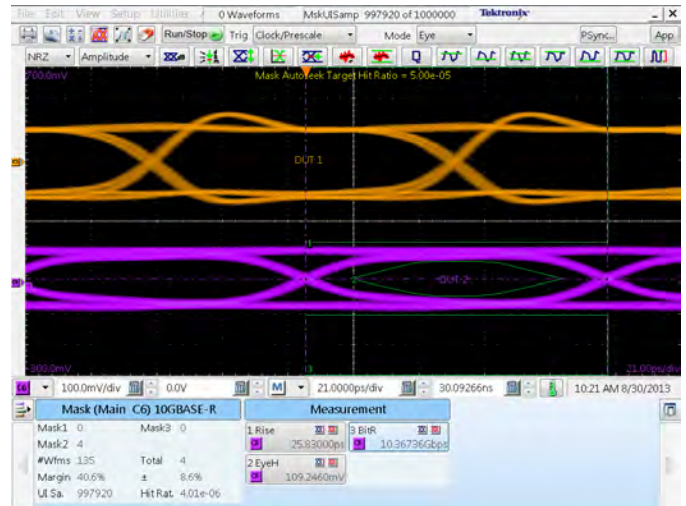 File Edit View Setup Utilities 0 Waveforms MskUISamp 997920 of 1000000 Tektronix X
Run/Stop Trig Clock/Prescale Mode Eye PSync... App
NRZ Amplitude
700.0mV Mask Autoseek Target Hit Ratio = 5.00e-05
DUT 1
1
2 DUT 2
-300.0mV 3 21.00ps/div
C6 100.0mV/div 0.0V M 21.0000ps/div 30.09266ns 10:21 AM 8/30/2013
Mask (Main C6) 10GBASE-R Measurement
Mask1 0 Mask3 0 1 Rise 3 BitR
Mask2 4 25.83000ps 10.36736Gbps
#Wfms 135 Total 4 2 EyeH
Margin 40.6% ± 8.6% 109.2460mV
UI Sa. 997920 Hit Rat 4.01e-06